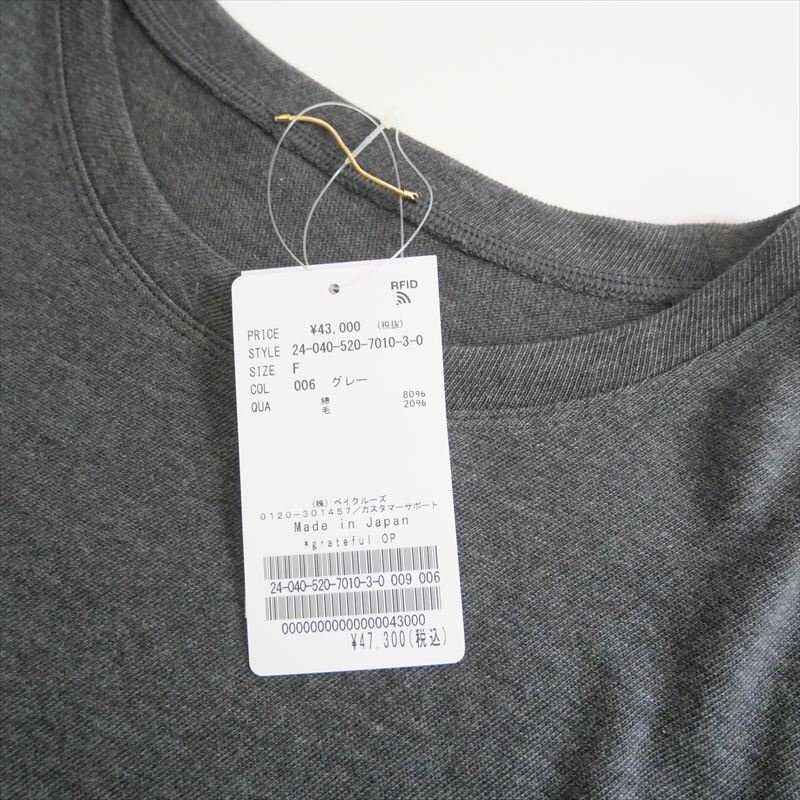 RFID
PRICE ¥43,000 (税抜)
STYLE 24-040-520-7010-3-0
SIZE F
COL 006 グレー
QUA 綿 80%
毛 20%
(株)ベイクルーズ
0120-301457/カスタマーサポート
Made in Japan
*grateful OP
24-040-520-7010-3-0 009 006
00000000000000043000
¥47,300(税込)